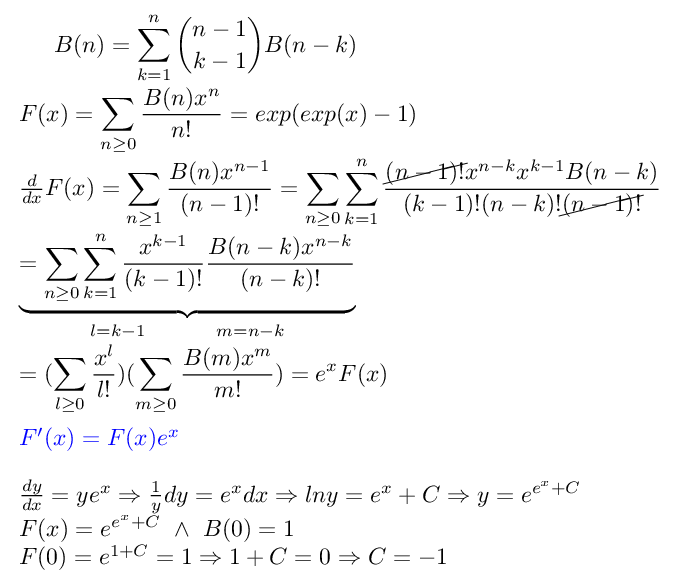 $B(n) = \sum_{k=1}^{n} \binom{n-1}{k-1} B(n-k)$
$F(x) = \sum_{n \geq 0} \frac{B(n)x^n}{n!} = exp(exp(x) - 1)$
$\frac{d}{dx}F(x) = \sum_{n \geq 1} \frac{B(n)x^{n-1}}{(n-1)!} = \sum_{n \geq 0} \sum_{k=1}^{n} \frac{\cancel{(n-1)!}x^{n-k}x^{k-1}B(n-k)}{(k-1)!(n-k)!\cancel{(n-1)!}}$
$\underbrace{= \sum_{n \geq 0} \sum_{k=1}^{n} \frac{x^{k-1}}{(k-1)!} \frac{B(n-k)x^{n-k}}{(n-k)!}}_{l=k-1 \qquad m=n-k}$
$= (\sum_{l \geq 0} \frac{x^l}{l!})(\sum_{m \geq 0} \frac{B(m)x^m}{m!}) = e^x F(x)$
$F'(x) = F(x)e^x$
$\frac{dy}{dx} = ye^x \Rightarrow \frac{1}{y}dy = e^x dx \Rightarrow lny = e^x + C \Rightarrow y = e^{e^x + C}$
$F(x) = e^{e^x + C} \wedge B(0) = 1$
$F(0) = e^{1+C} = 1 \Rightarrow 1 + C = 0 \Rightarrow C = -1$